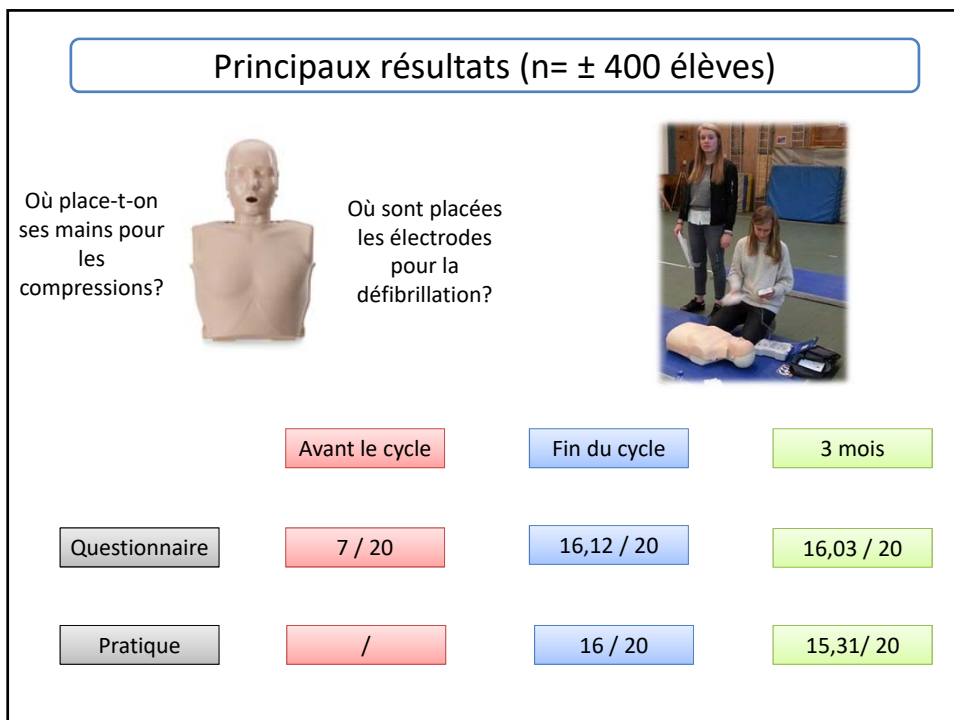 Principaux résultats (n= ± 400 élèves)
Où place-t-on
ses mains pour
les
compressions?
Où sont placées
les électrodes
pour la
défibrillation?
Avant le cycle
Fin du cycle
3 mois
Questionnaire
7 / 20
16,12 / 20
16,03 / 20
Pratique
/
16 / 20
15,31/ 20